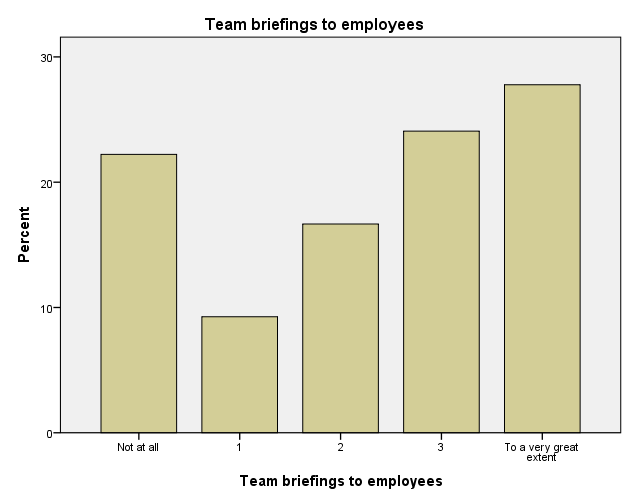 Team briefings to employees
30
20
10
0
Percent
Not at all
1
2
3
To a very great
extent
Team briefings to employees